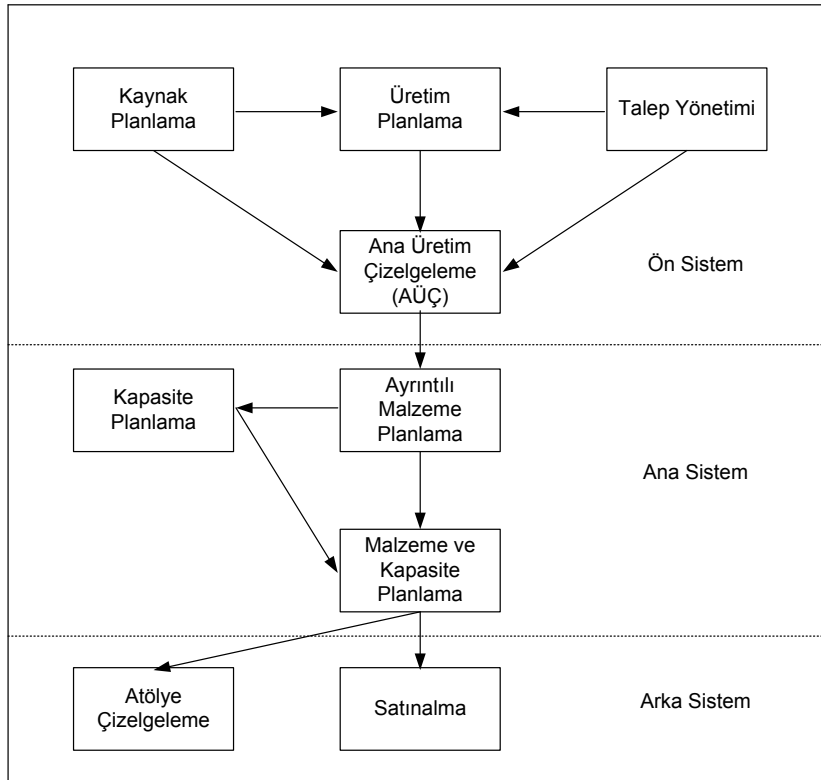 Kaynak
Planlama
Üretim
Planlama
Talep Yönetimi
Ana Üretim
Çizelgeleme
(AÜÇ)
Ön Sistem
Kapasite
Planlama
Ayrıntılı
Malzeme
Planlama
Ana Sistem
Malzeme ve
Kapasite
Planlama
Atölye
Çizelgeleme
Satınalma
Arka Sistem